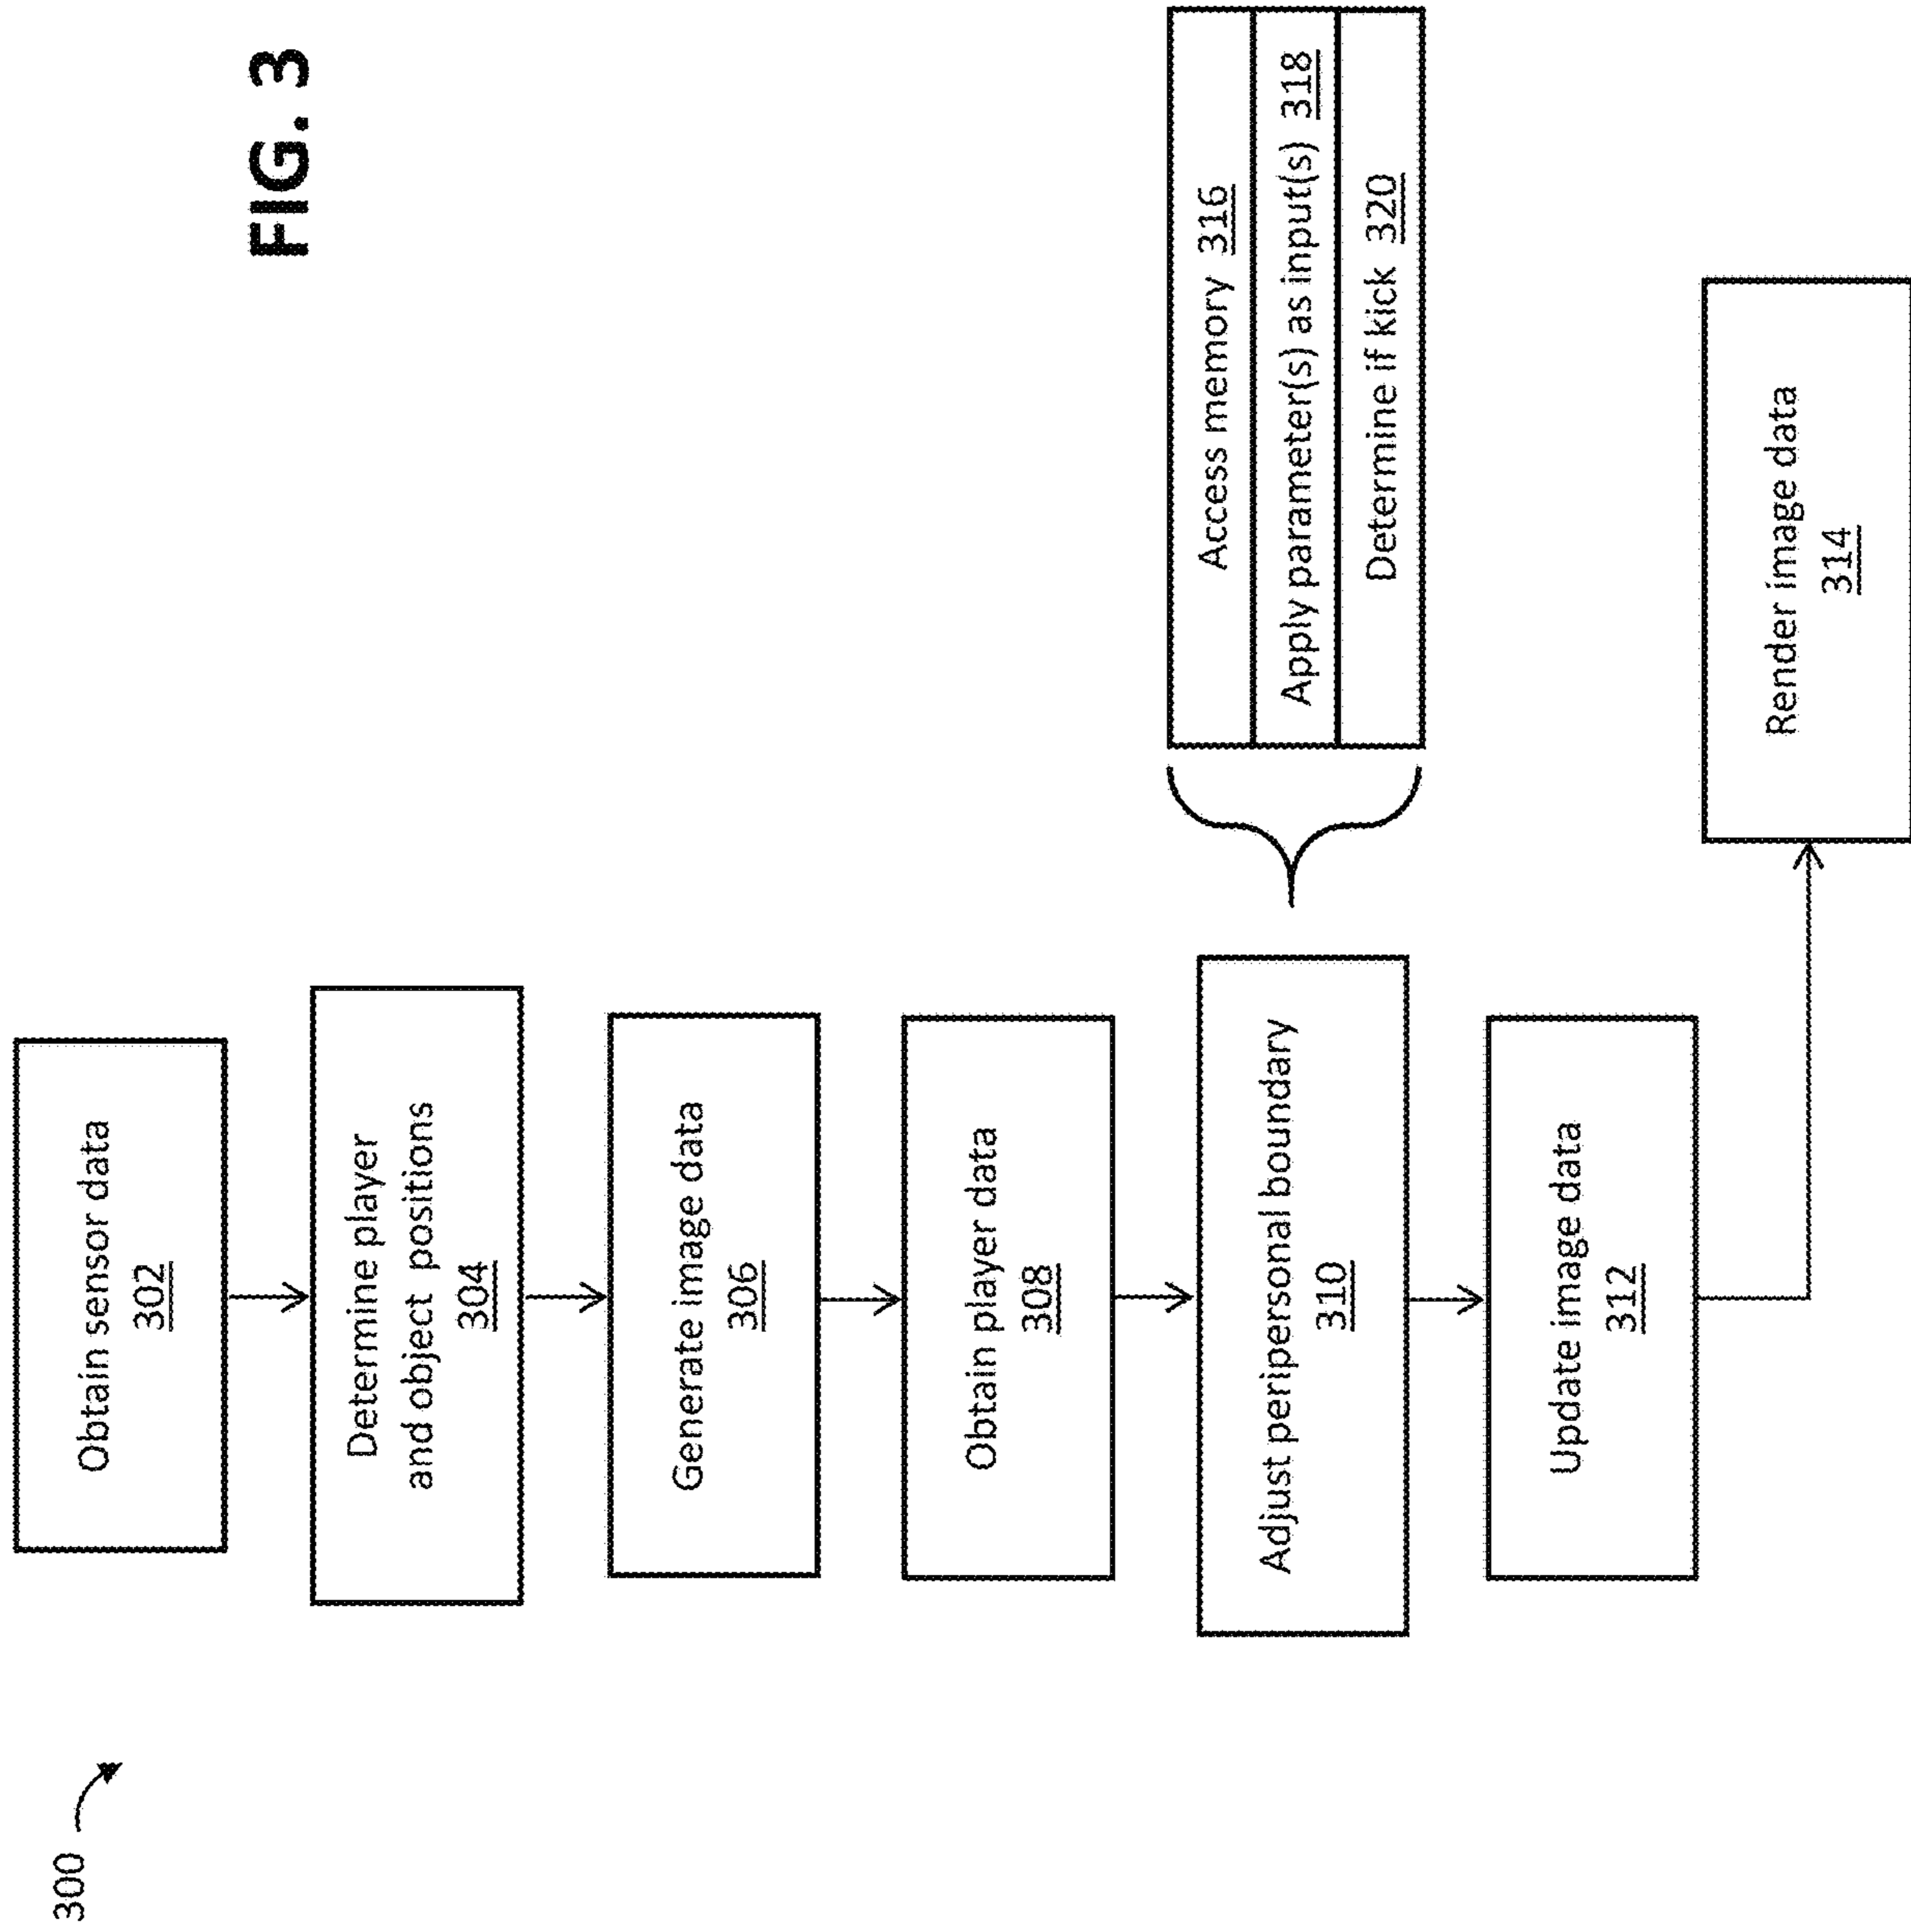 FIG. 3
300
Obtain sensor data
302
Determine player
and object positions
304
Generate image data
306
Obtain player data
308
Adjust peripersonal boundary
310
Access memory 316
Apply parameter(s) as input(s) 318
Determine if kick 320
Update image data
312
Render image data
314